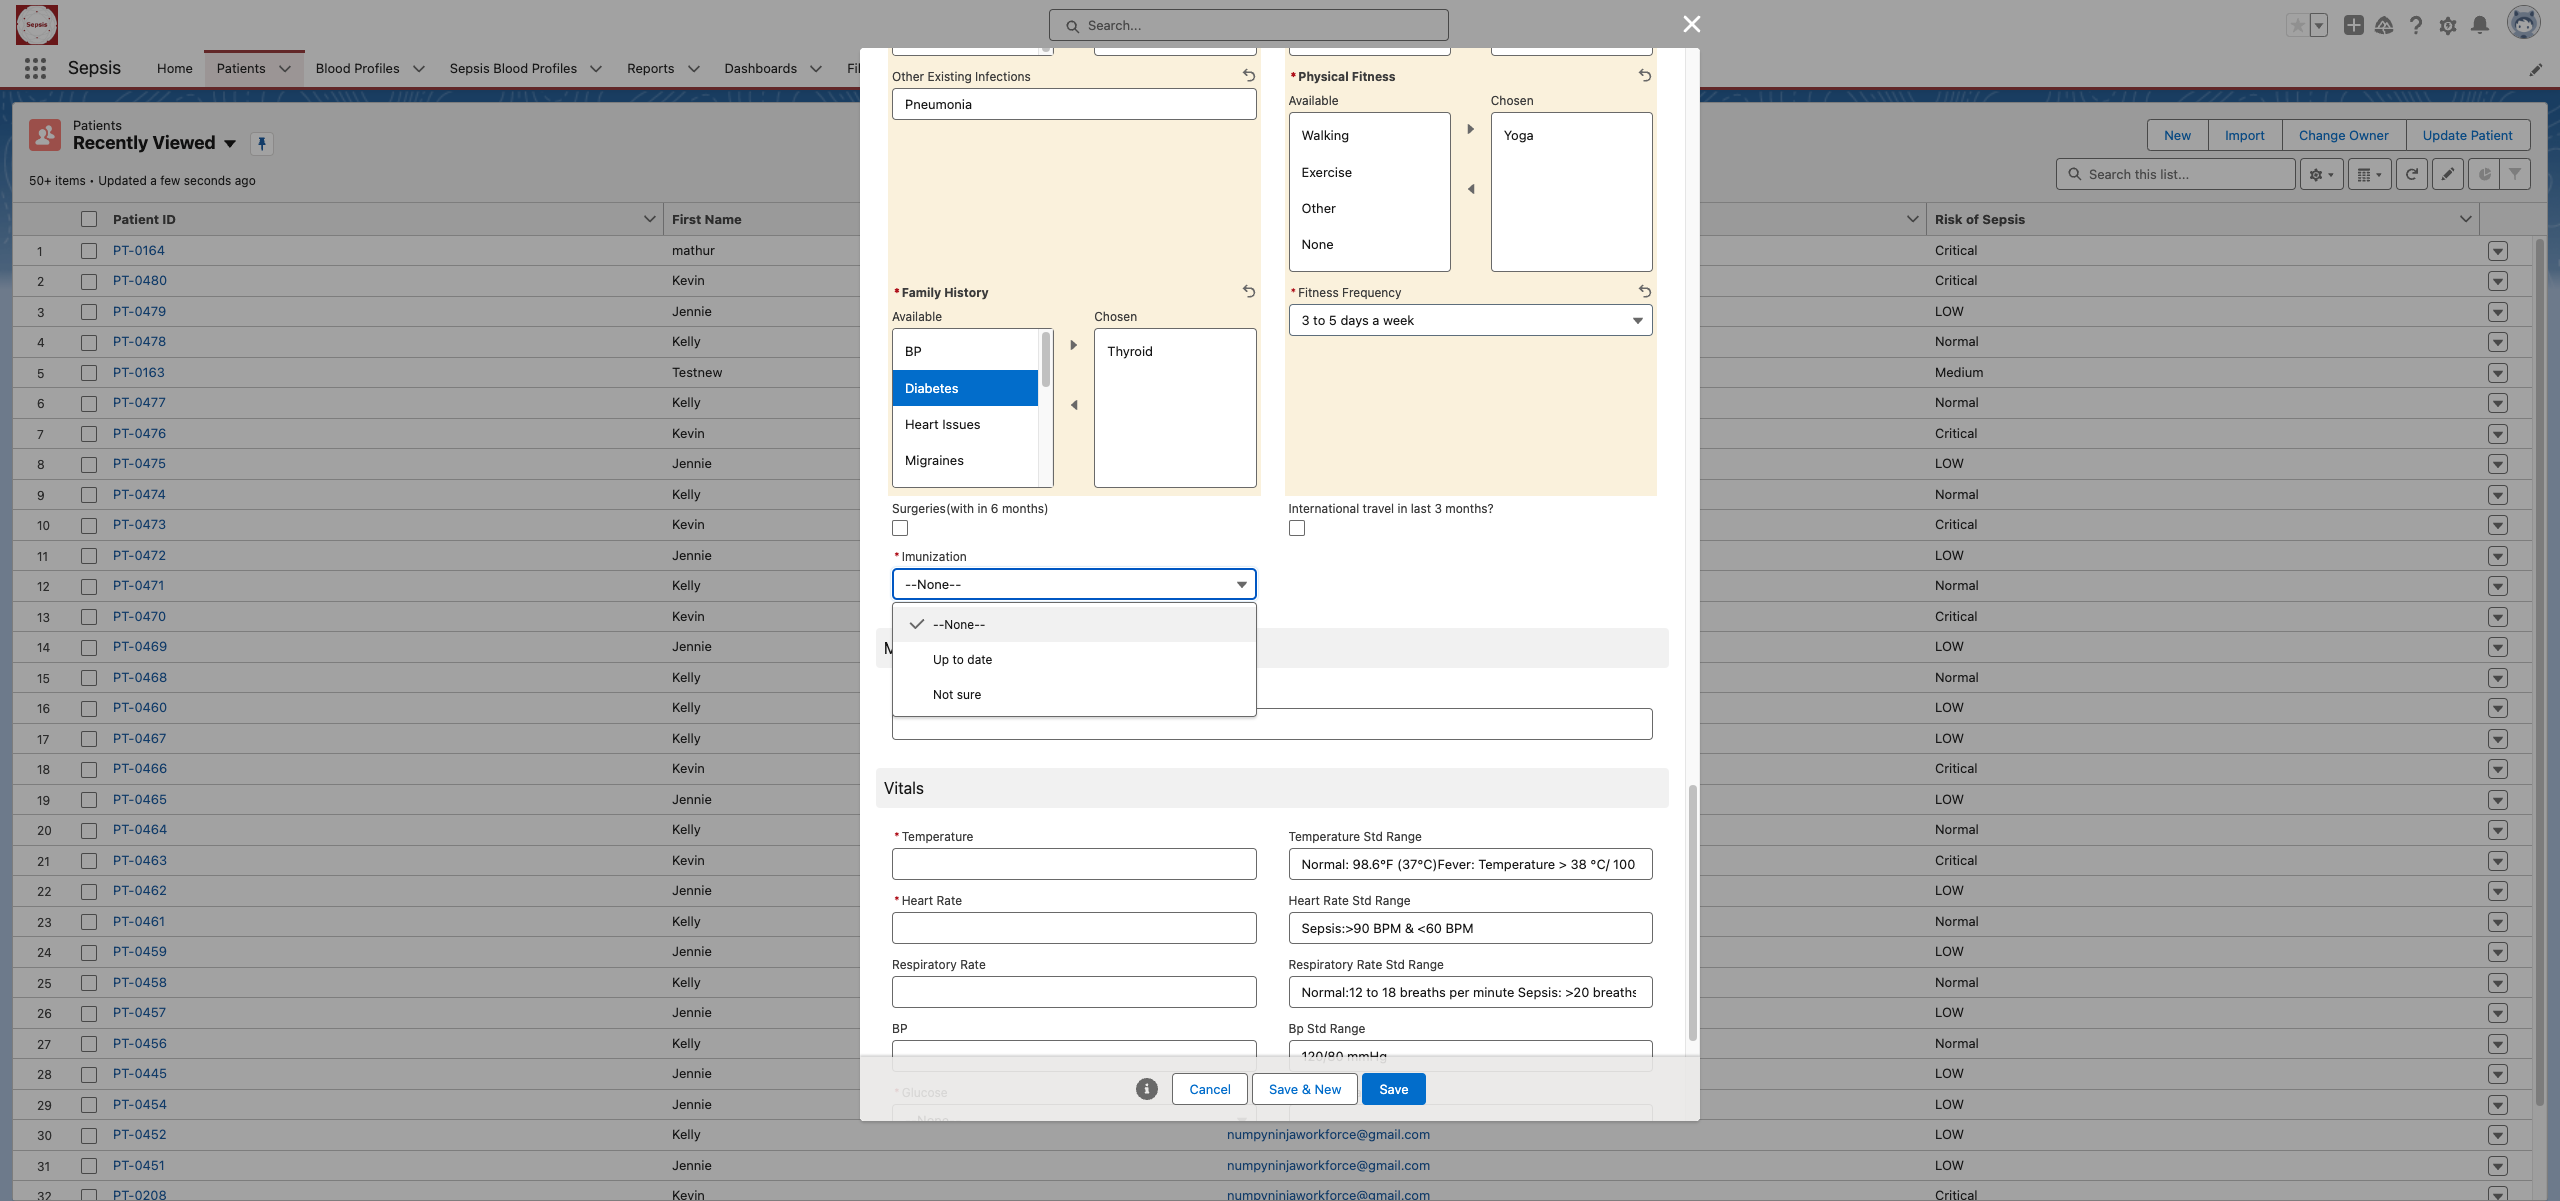 Sepsis
Search...
Sepsis
Home
Patients
Blood Profiles
Sepsis Blood Profiles
Reports
Dashboards
Patients
Recently Viewed
50+ items • Updated a few seconds ago
New
Import
Change Owner
Update Patient
Search this list...
Patient ID
First Name
Risk of Sepsis
1 PT-0164 mathur Critical
2 PT-0480 Kevin Critical
3 PT-0479 Jennie LOW
4 PT-0478 Kelly Normal
5 PT-0163 Testnew Medium
6 PT-0477 Kelly Normal
7 PT-0476 Kevin Critical
8 PT-0475 Jennie LOW
9 PT-0474 Kelly Normal
10 PT-0473 Kevin Critical
11 PT-0472 Jennie LOW
12 PT-0471 Kelly Normal
13 PT-0470 Kevin Critical
14 PT-0469 Jennie LOW
15 PT-0468 Kelly Normal
16 PT-0460 Kelly LOW
17 PT-0467 Kelly LOW
18 PT-0466 Kevin Critical
19 PT-0465 Jennie LOW
20 PT-0464 Kelly Normal
21 PT-0463 Kevin Critical
22 PT-0462 Jennie LOW
23 PT-0461 Kelly Normal
24 PT-0459 Jennie LOW
25 PT-0458 Kelly Normal
26 PT-0457 Jennie LOW
27 PT-0456 Kelly Normal
28 PT-0445 Jennie LOW
29 PT-0454 Jennie LOW
30 PT-0452 Kelly numpyninjaworkforce@gmail.com LOW
31 PT-0451 Jennie numpyninjaworkforce@gmail.com LOW
32 PT-0208 Kevin numpyninjaworkforce@gmail.com Critical
Other Existing Infections
Pneumonia
*Physical Fitness
Available
Chosen
Walking
Exercise
Other
None
Yoga
*Family History
Available
Chosen
BP
Diabetes
Heart Issues
Migraines
Thyroid
*Fitness Frequency
3 to 5 days a week
Surgeries(with in 6 months)
International travel in last 3 months?
*Imunization
--None--
--None--
Up to date
Not sure
Vitals
*Temperature
Temperature Std Range
Normal: 98.6°F (37°C)Fever: Temperature > 38 °C/ 100
*Heart Rate
Heart Rate Std Range
Sepsis:>90 BPM & <60 BPM
Respiratory Rate
Respiratory Rate Std Range
Normal:12 to 18 breaths per minute Sepsis: >20 breaths
BP
Bp Std Range
120/80 mmHg
*Glucose
--None--
Cancel
Save & New
Save